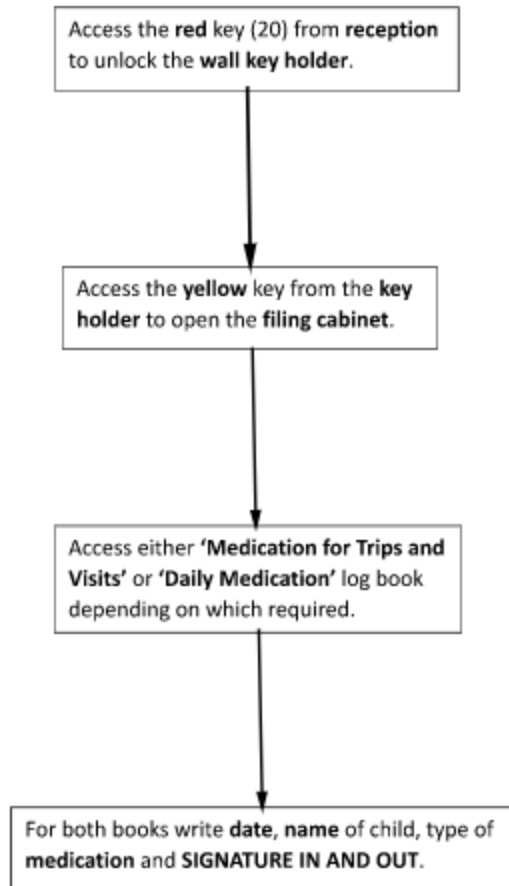 Access the red key (20) from reception
to unlock the wall key holder.
Access the yellow key from the key
holder to open the filing cabinet.
Access either ‘Medication for Trips and
Visits’ or ‘Daily Medication’ log book
depending on which required.
For both books write date, name of child, type of
medication and SIGNATURE IN AND OUT.